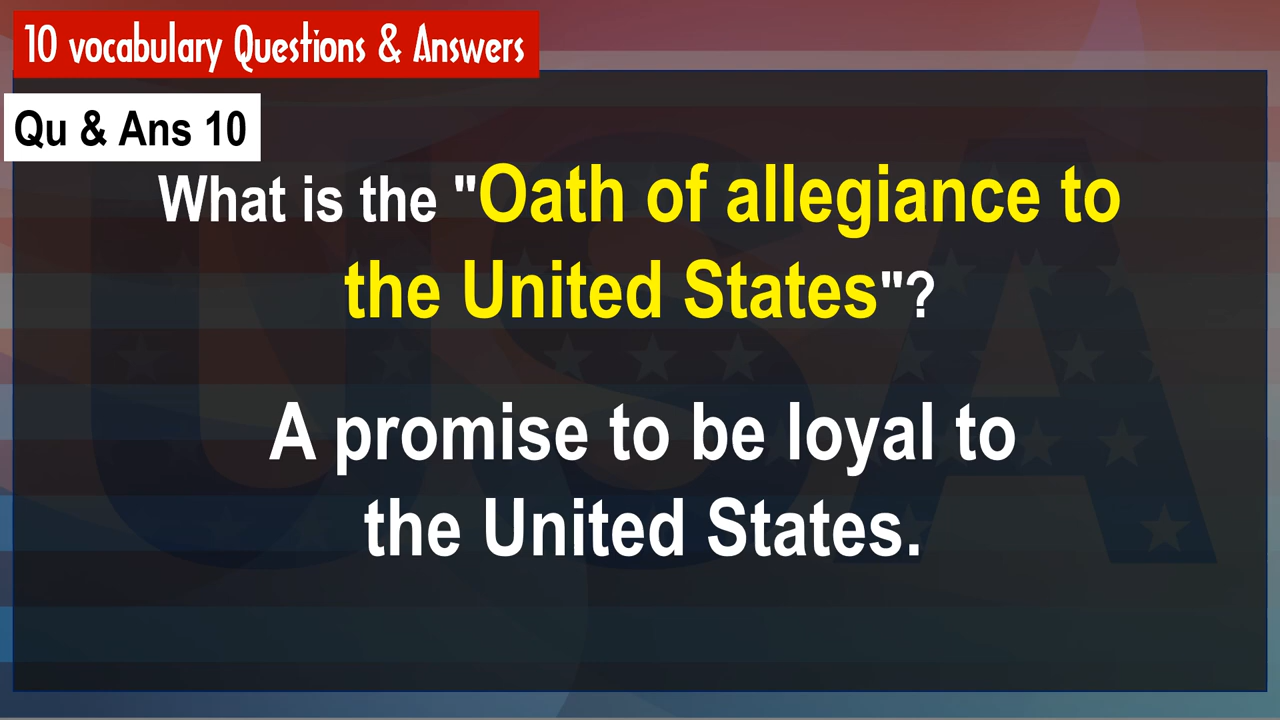 10 vocabulary Questions & Answers
Qu & Ans 10
What is the "Oath of allegiance to
the United States"?
A promise to be loyal to
the United States.
USA